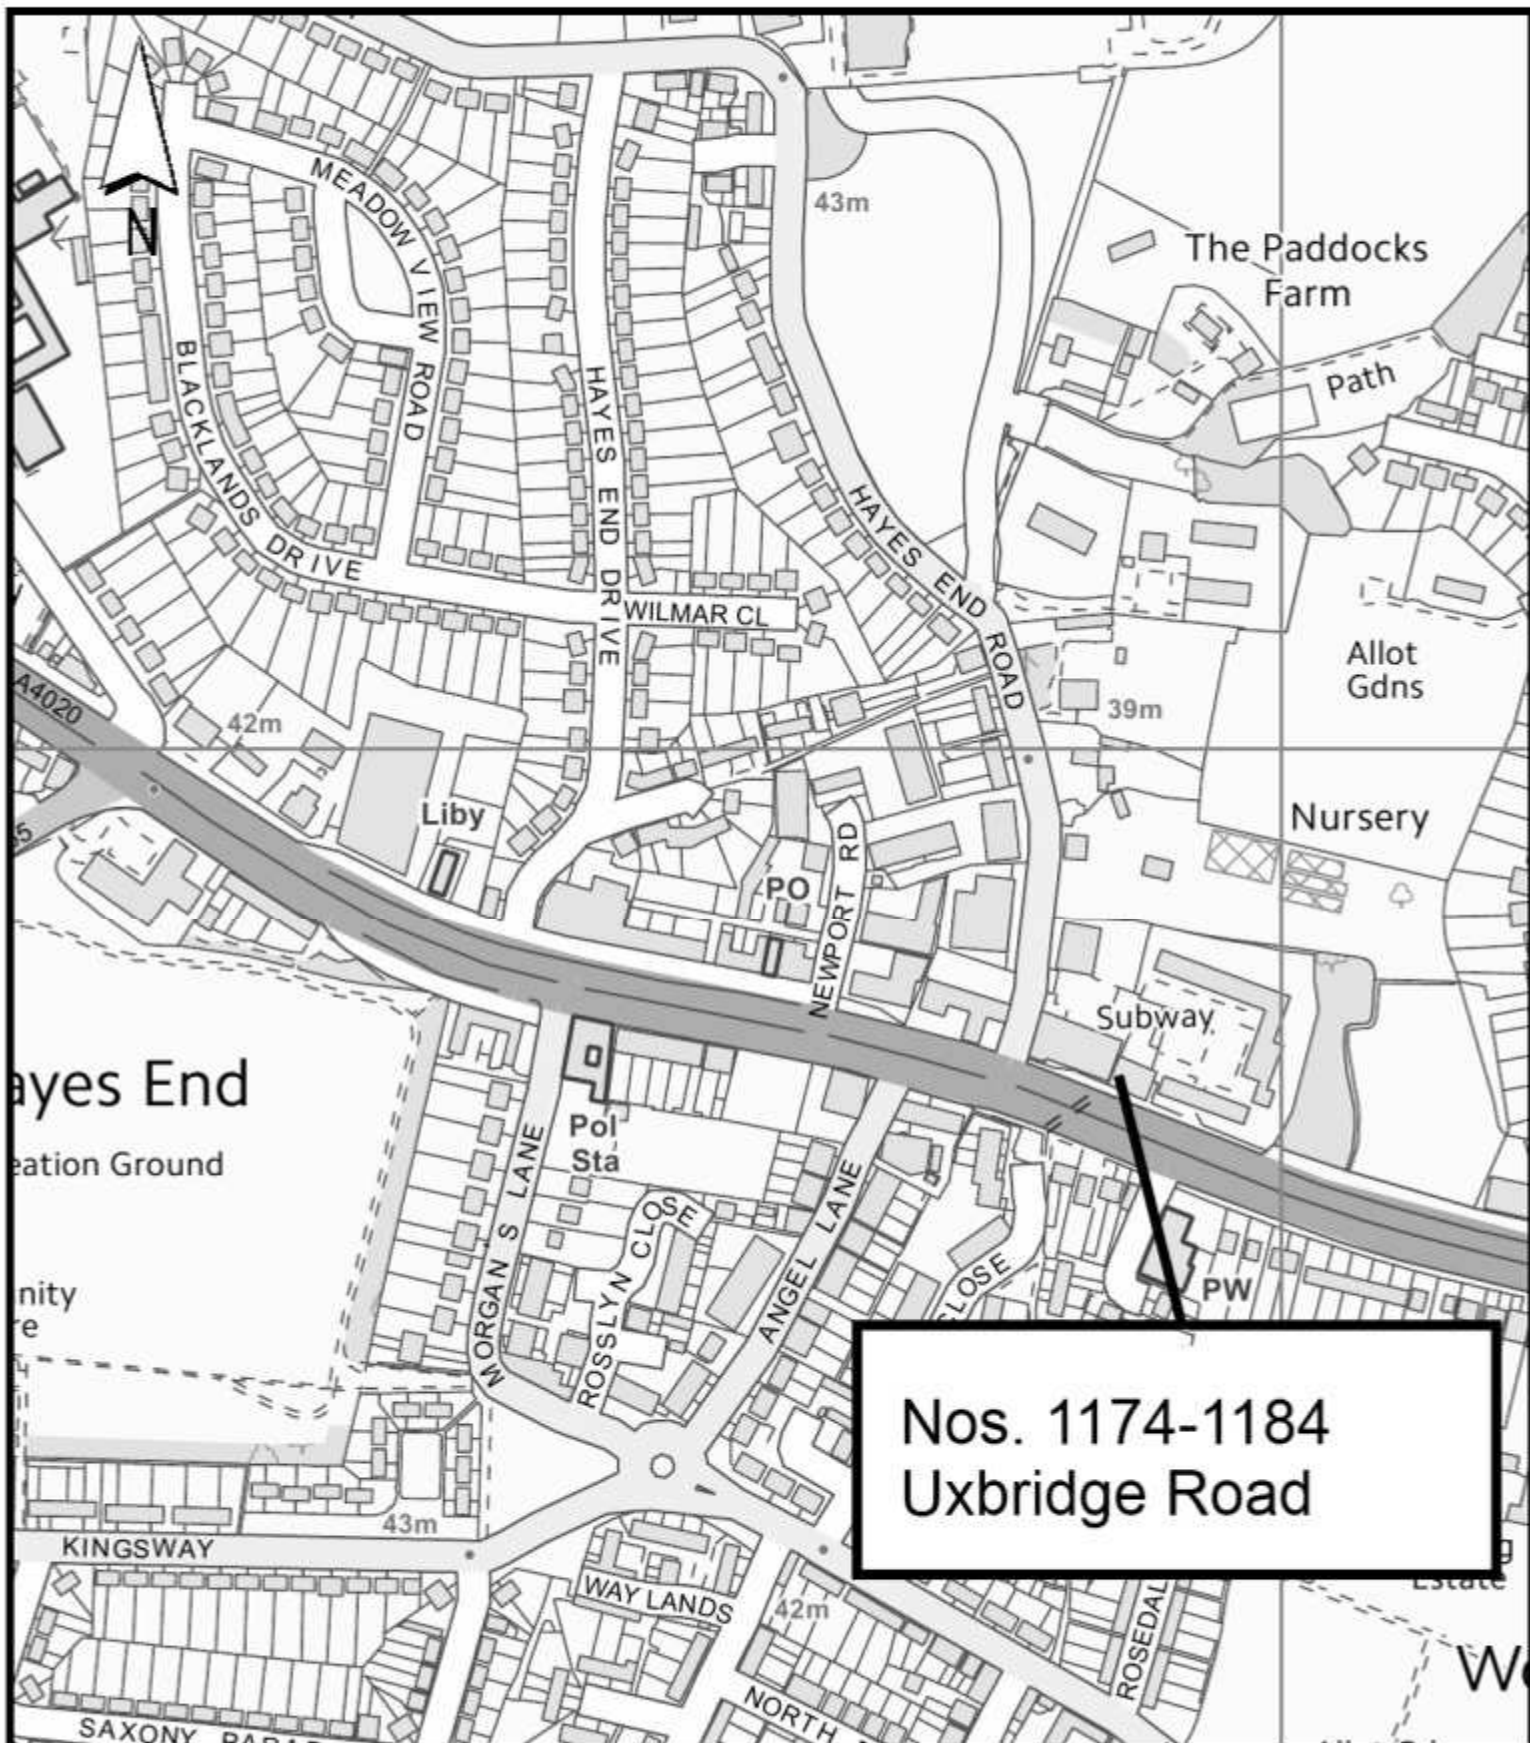 N
MEADOW VIEW ROAD
43m
The Paddocks
Farm
Path
BLACKLANDS DRIVE
HAYES END DRIVE
HAYES END ROAD
WILMAR CL
Allot
Gdns
A4020
42m
39m
Liby
Nursery
PO
NEWPORT RD
Subway
ayes End
eation Ground
Pol
Sta
MORGAN'S LANE
ROSSLYN CLOSE
ANGEL LANE
CLOSE
PW
nity
re
Nos. 1174-1184
Uxbridge Road
43m
KINGSWAY
WAY LANDS
42m
Estate
ROSEDAL
NORTH
SAXONY PARAD